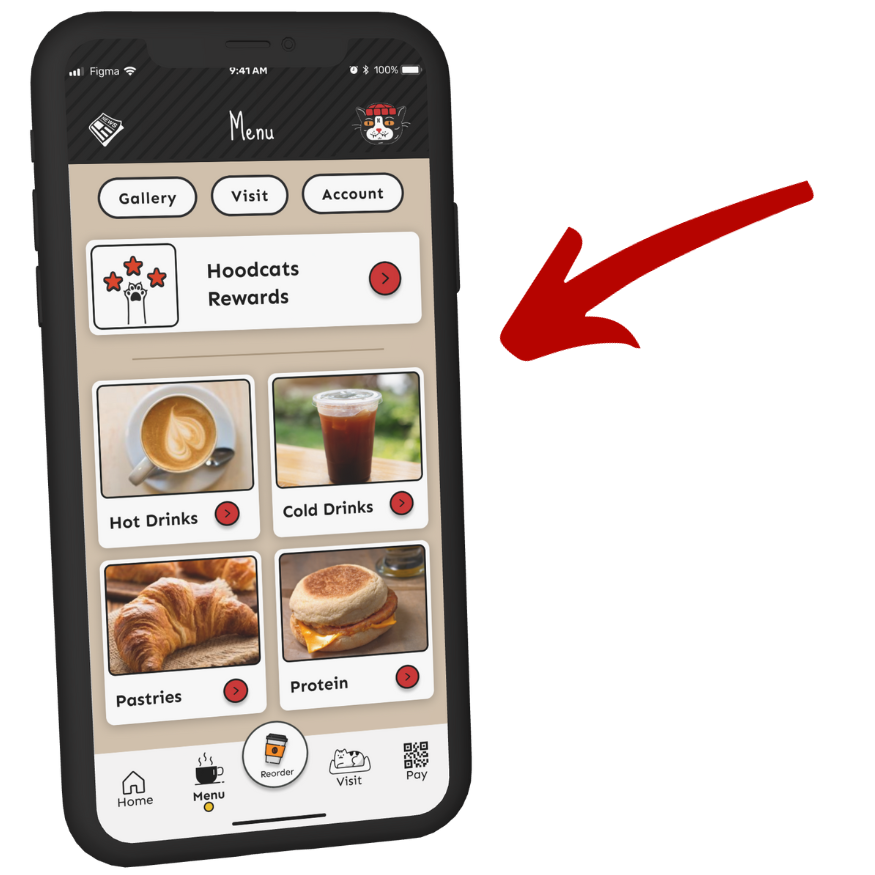 Figma 9:41 AM 100%
NEWS
Menu
Gallery Visit Account
Hoodcats
Rewards
Hot Drinks Cold Drinks
Pastries Protein
Home Menu Reorder Visit Pay